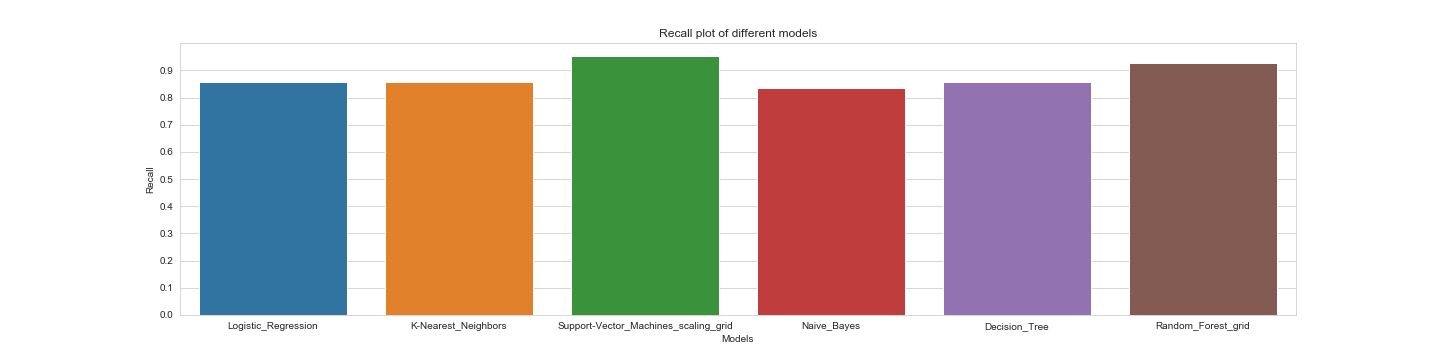 Recall plot of different models
Recall
0.9
0.8
0.7
0.6
0.5
0.4
0.3
0.2
0.1
0.0
Logistic_Regression K-Nearest_Neighbors Support-Vector_Machines_scaling_grid Naive_Bayes Decision_Tree Random_Forest_grid
Models